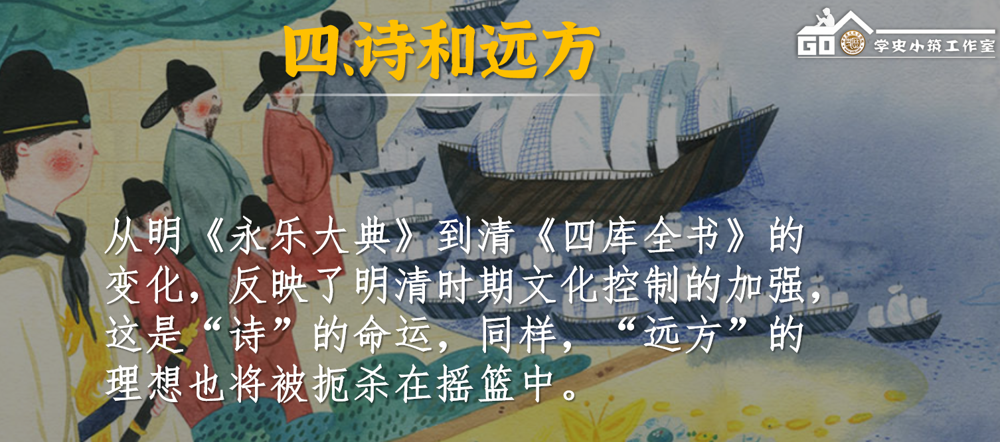 四、诗和远方
GO 学史小筑工作室
从明《永乐大典》到清《四库全书》的
变化，反映了明清时期文化控制的加强，
这是“诗”的命运，同样，“远方”的
理想也将被扼杀在摇篮中。